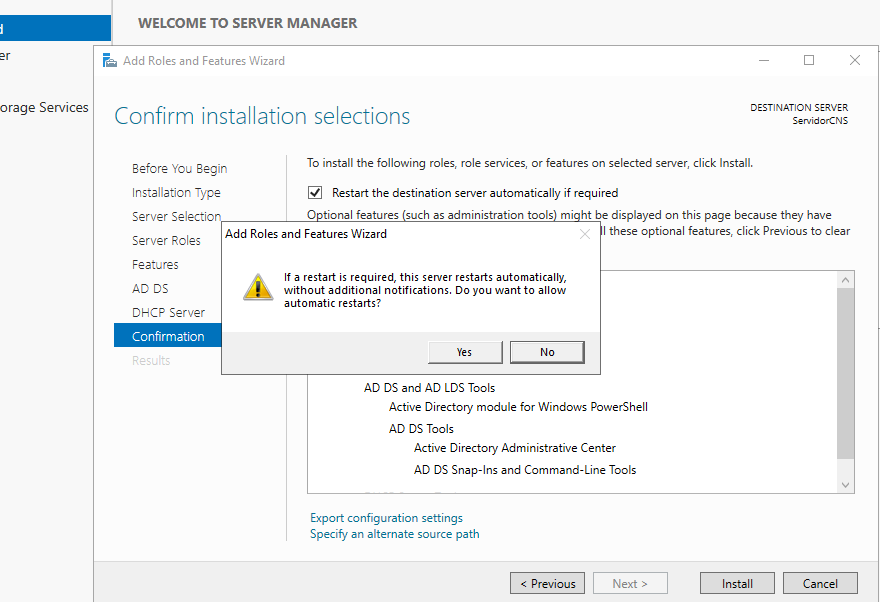 d
WELCOME TO SERVER MANAGER
er
orage Services
Add Roles and Features Wizard
Confirm installation selections
DESTINATION SERVER
ServidorCNS
Before You Begin
Installation Type
Server Selection
Server Roles
Features
AD DS
DHCP Server
Confirmation
Results
To install the following roles, role services, or features on selected server, click Install.
Restart the destination server automatically if required
Optional features (such as administration tools) might be displayed on this page because they have
ll these optional features, click Previous to clear
Add Roles and Features Wizard
If a restart is required, this server restarts automatically,
without additional notifications. Do you want to allow
automatic restarts?
Yes
No
AD DS and AD LDS Tools
Active Directory module for Windows PowerShell
AD DS Tools
Active Directory Administrative Center
AD DS Snap-Ins and Command-Line Tools
Export configuration settings
Specify an alternate source path
< Previous
Next >
Install
Cancel